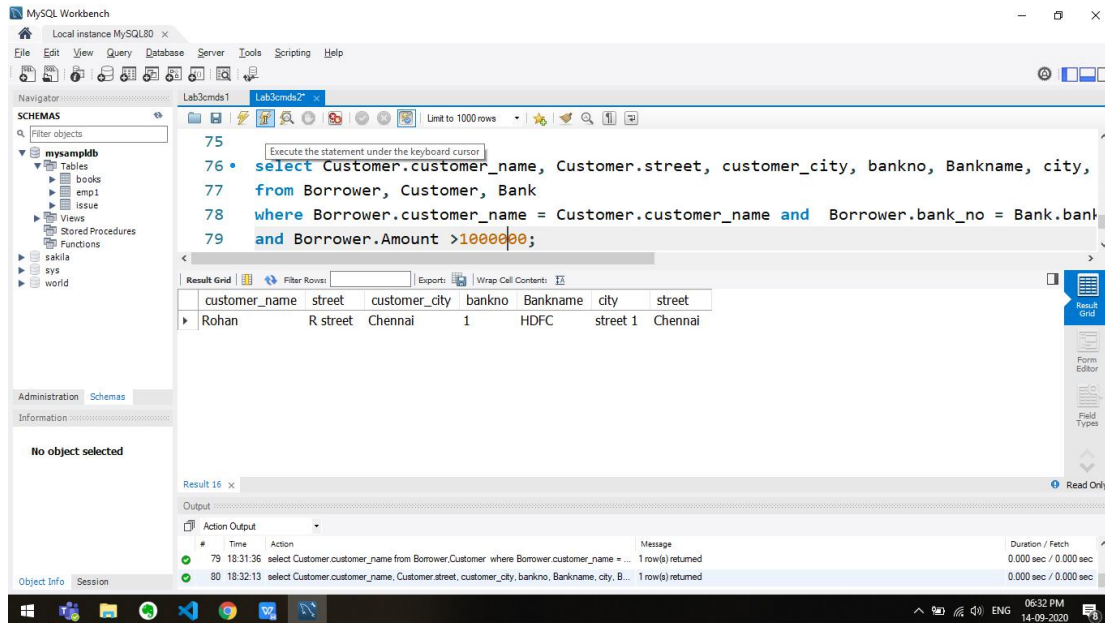 MySQL Workbench
Local instance MySQL80
File Edit View Query Database Server Tools Scripting Help
Navigator
SCHEMAS
Filter objects
mysampldb
Tables
books
emp1
issue
Views
Stored Procedures
Functions
sakila
sys
world
Administration Schemas
Information
No object selected
Object Info Session
Lab3cmds1 Lab3cmds2*
Limit to 1000 rows
Execute the statement under the keyboard cursor
75
76 select Customer.customer_name, Customer.street, customer_city, bankno, Bankname, city,
77 from Borrower, Customer, Bank
78 where Borrower.customer_name = Customer.customer_name and Borrower.bank_no = Bank.bank
79 and Borrower.Amount >1000000;
Result Grid Filter Rows: Export: Wrap Cell Content:
customer_name street customer_city bankno Bankname city street
Rohan R street Chennai 1 HDFC street 1 Chennai
Result Grid
Form Editor
Field Types
Result 16
Read Only
Output
Action Output
# Time Action Message Duration / Fetch
79 18:31:36 select Customer.customer_name from Borrower,Customer where Borrower.customer_name = ... 1 row(s) returned 0.000 sec / 0.000 sec
80 18:32:13 select Customer.customer_name, Customer.street, customer_city, bankno, Bankname, city, B... 1 row(s) returned 0.000 sec / 0.000 sec
ENG
06:32 PM
14-09-2020